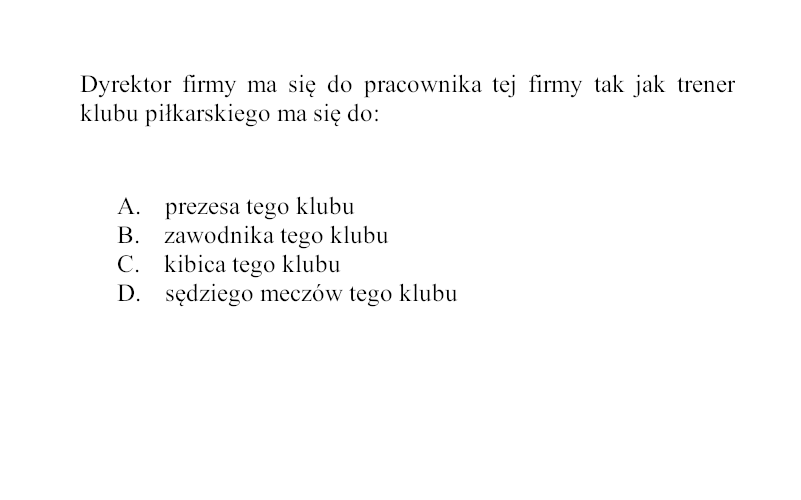 Dyrektor firmy ma się do pracownika tej firmy tak jak trener
klubu piłkarskiego ma się do:
A. prezesa tego klubu
B. zawodnika tego klubu
C. kibica tego klubu
D. sędziego meczów tego klubu